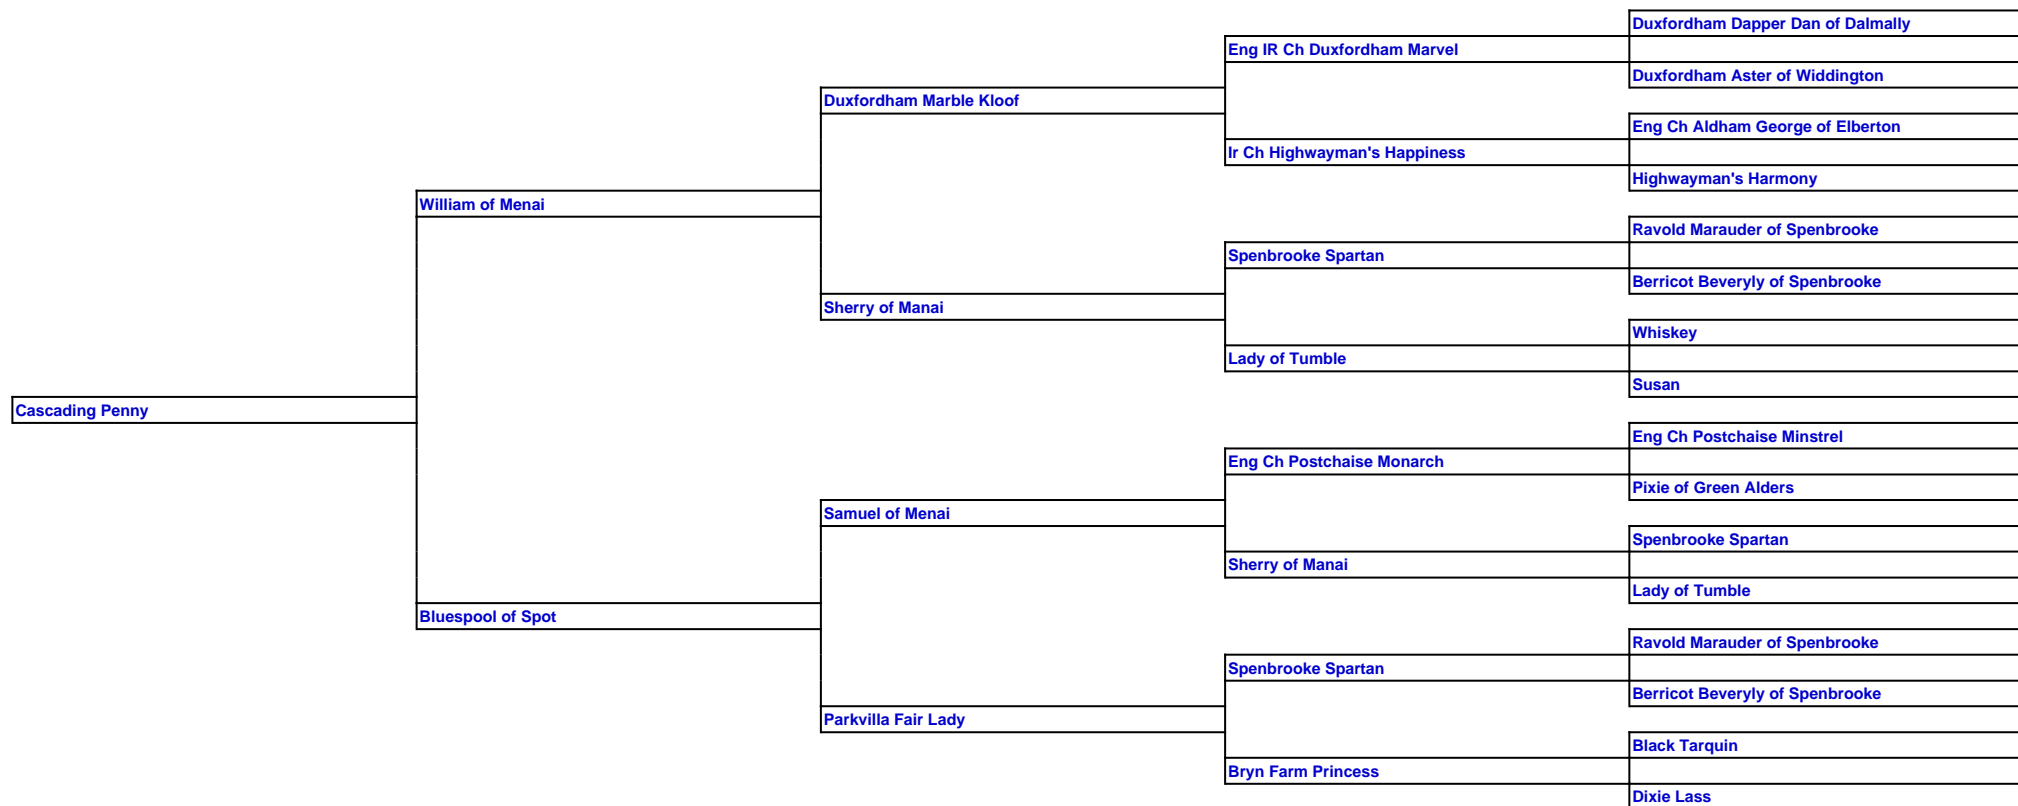 Duxfordham Dapper Dan of Dalmally
Eng IR Ch Duxfordham Marvel
Duxfordham Aster of Widdington
Duxfordham Marble Kloof
Eng Ch Aldham George of Elberton
Ir Ch Highwayman's Happiness
Highwayman's Harmony
William of Menai
Ravold Marauder of Spenbrooke
Spenbrooke Spartan
Berricot Beveryly of Spenbrooke
Sherry of Manai
Whiskey
Lady of Tumble
Susan
Cascading Penny
Eng Ch Postchaise Minstrel
Eng Ch Postchaise Monarch
Pixie of Green Alders
Samuel of Menai
Spenbrooke Spartan
Sherry of Manai
Lady of Tumble
Bluespool of Spot
Ravold Marauder of Spenbrooke
Spenbrooke Spartan
Berricot Beveryly of Spenbrooke
Parkvilla Fair Lady
Black Tarquin
Bryn Farm Princess
Dixie Lass